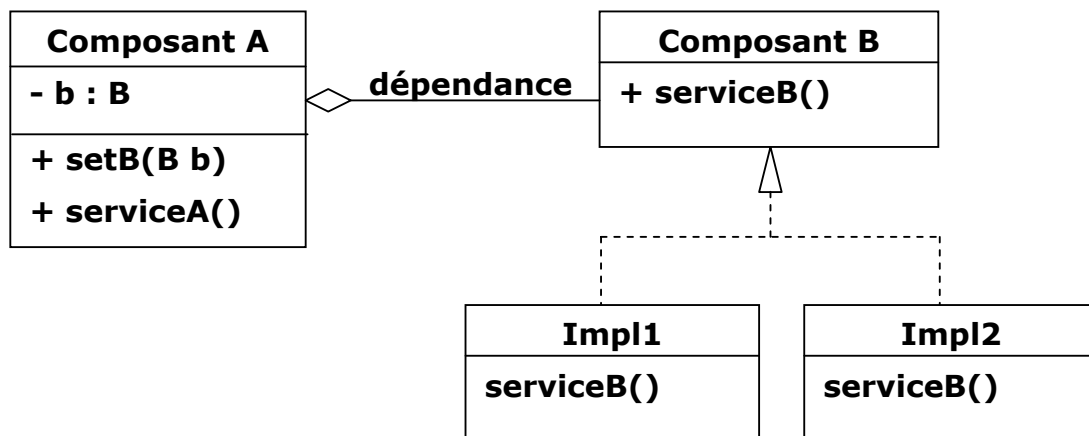 Composant A
- b : B
+ setB(B b)
+ serviceA()
dépendance
Composant B
+ serviceB()
Impl1
serviceB()
Impl2
serviceB()